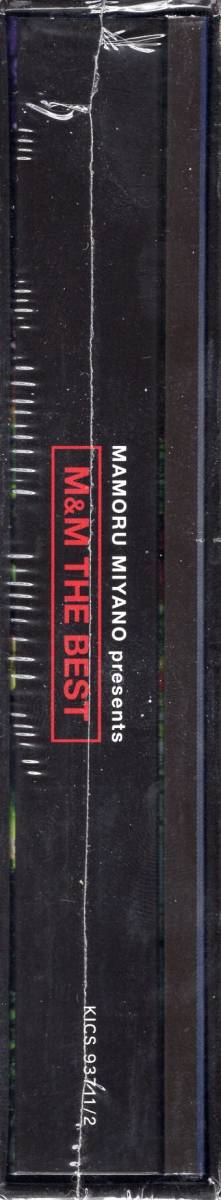 MAMORU MIYANO presents
M&M THE BEST
KICS 93711/2